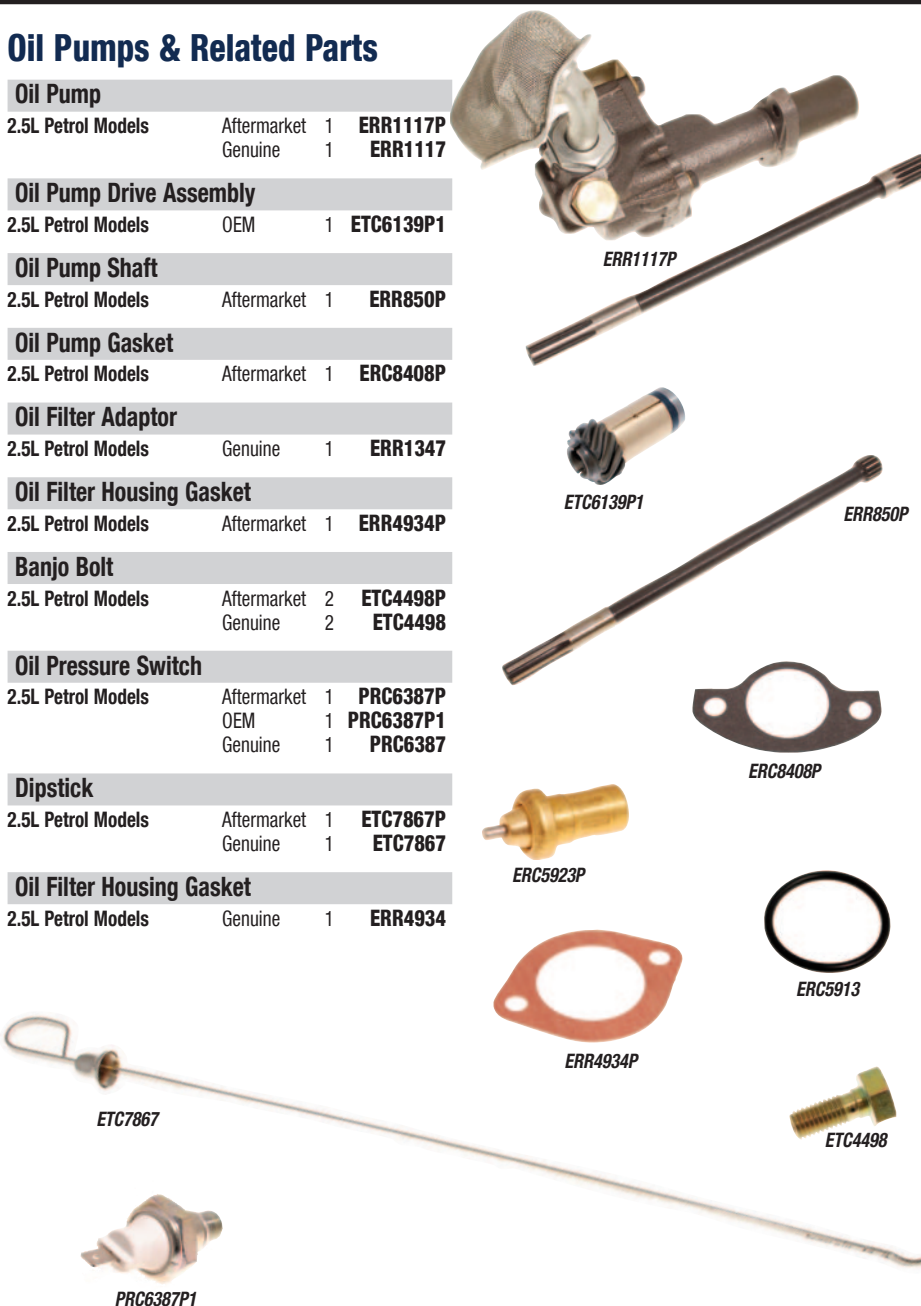 Oil Pumps & Related Parts
Oil Pump
2.5L Petrol Models Aftermarket 1 ERR1117P
Genuine 1 ERR1117
Oil Pump Drive Assembly
2.5L Petrol Models OEM 1 ETC6139P1
Oil Pump Shaft
2.5L Petrol Models Aftermarket 1 ERR850P
Oil Pump Gasket
2.5L Petrol Models Aftermarket 1 ERC8408P
Oil Filter Adaptor
2.5L Petrol Models Genuine 1 ERR1347
Oil Filter Housing Gasket
2.5L Petrol Models Aftermarket 1 ERR4934P
Banjo Bolt
2.5L Petrol Models Aftermarket 2 ETC4498P
Genuine 2 ETC4498
Oil Pressure Switch
2.5L Petrol Models Aftermarket 1 PRC6387P
OEM 1 PRC6387P1
Genuine 1 PRC6387
Dipstick
2.5L Petrol Models Aftermarket 1 ETC7867P
Genuine 1 ETC7867
Oil Filter Housing Gasket
2.5L Petrol Models Genuine 1 ERR4934
ERR1117P
ETC6139P1
ERR850P
ERC8408P
ERC5923P
ERC5913
ERR4934P
ETC7867
ETC4498
PRC6387P1